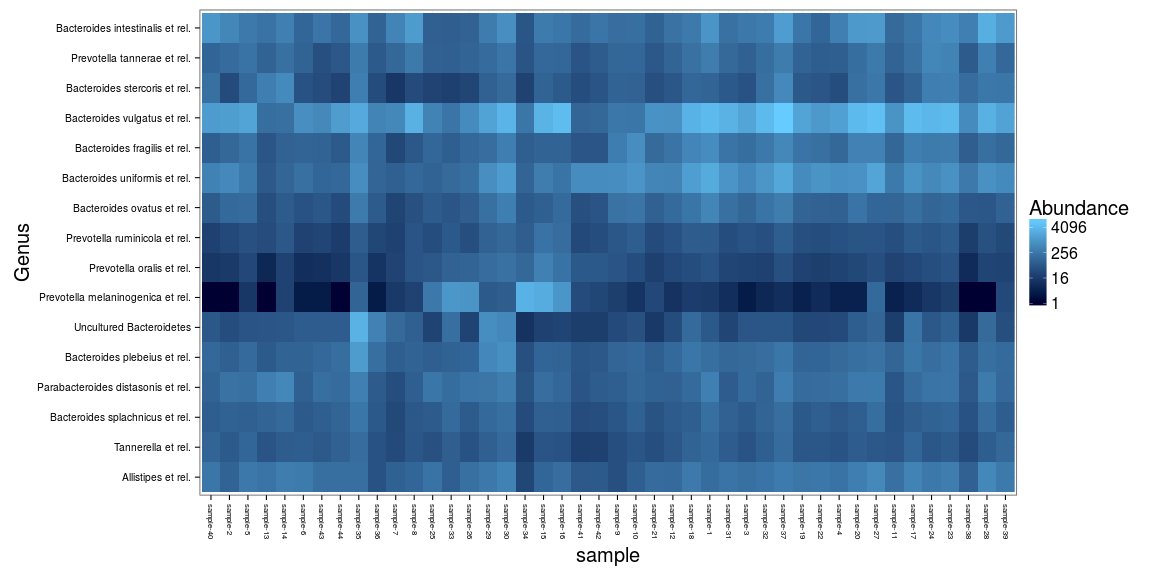 Genus
Bacteroides intestinalis et rel.
Prevotella tannerae et rel.
Bacteroides stercoris et rel.
Bacteroides vulgatus et rel.
Bacteroides fragilis et rel.
Bacteroides uniformis et rel.
Bacteroides ovatus et rel.
Prevotella ruminicola et rel.
Prevotella oralis et rel.
Prevotella melaninogenica et rel.
Uncultured Bacteroidetes
Bacteroides plebeius et rel.
Parabacteroides distasonis et rel.
Bacteroides splachnicus et rel.
Tannerella et rel.
Allistipes et rel.
sample-40
sample-2
sample-5
sample-13
sample-14
sample-6
sample-43
sample-44
sample-35
sample-36
sample-7
sample-8
sample-25
sample-33
sample-26
sample-29
sample-30
sample-34
sample-15
sample-16
sample-41
sample-42
sample-9
sample-10
sample-21
sample-12
sample-18
sample-1
sample-31
sample-3
sample-32
sample-37
sample-19
sample-22
sample-4
sample-20
sample-27
sample-11
sample-17
sample-24
sample-23
sample-38
sample-28
sample-39
sample
Abundance
4096
256
16
1